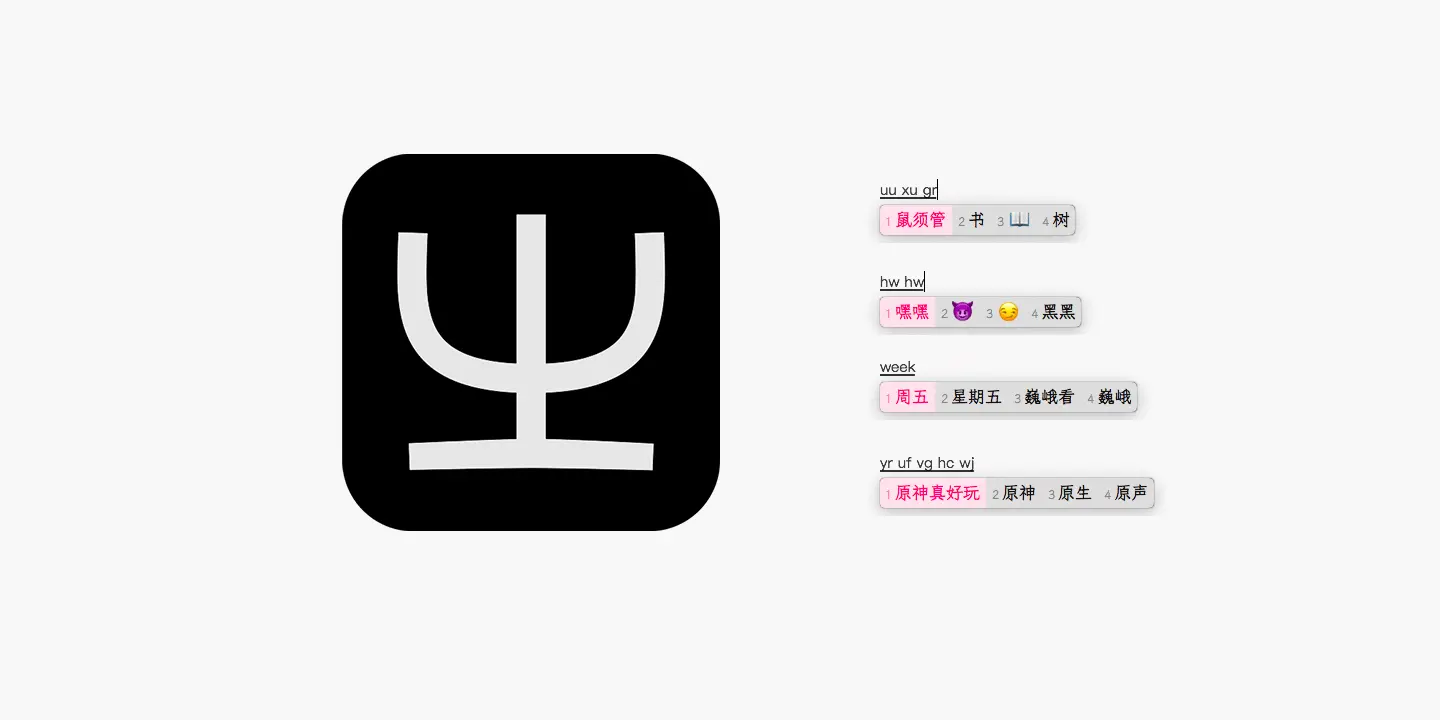 uu xu gr
1 鼠须管 2 书 3 📖 4 树
hw hw
1 嘿嘿 2 😈 3 😏 4 黑黑
week
1 周五 2 星期五 3 巍峨看 4 巍峨
yr uf vg hc wj
1 原神真好玩 2 原神 3 原生 4 原声